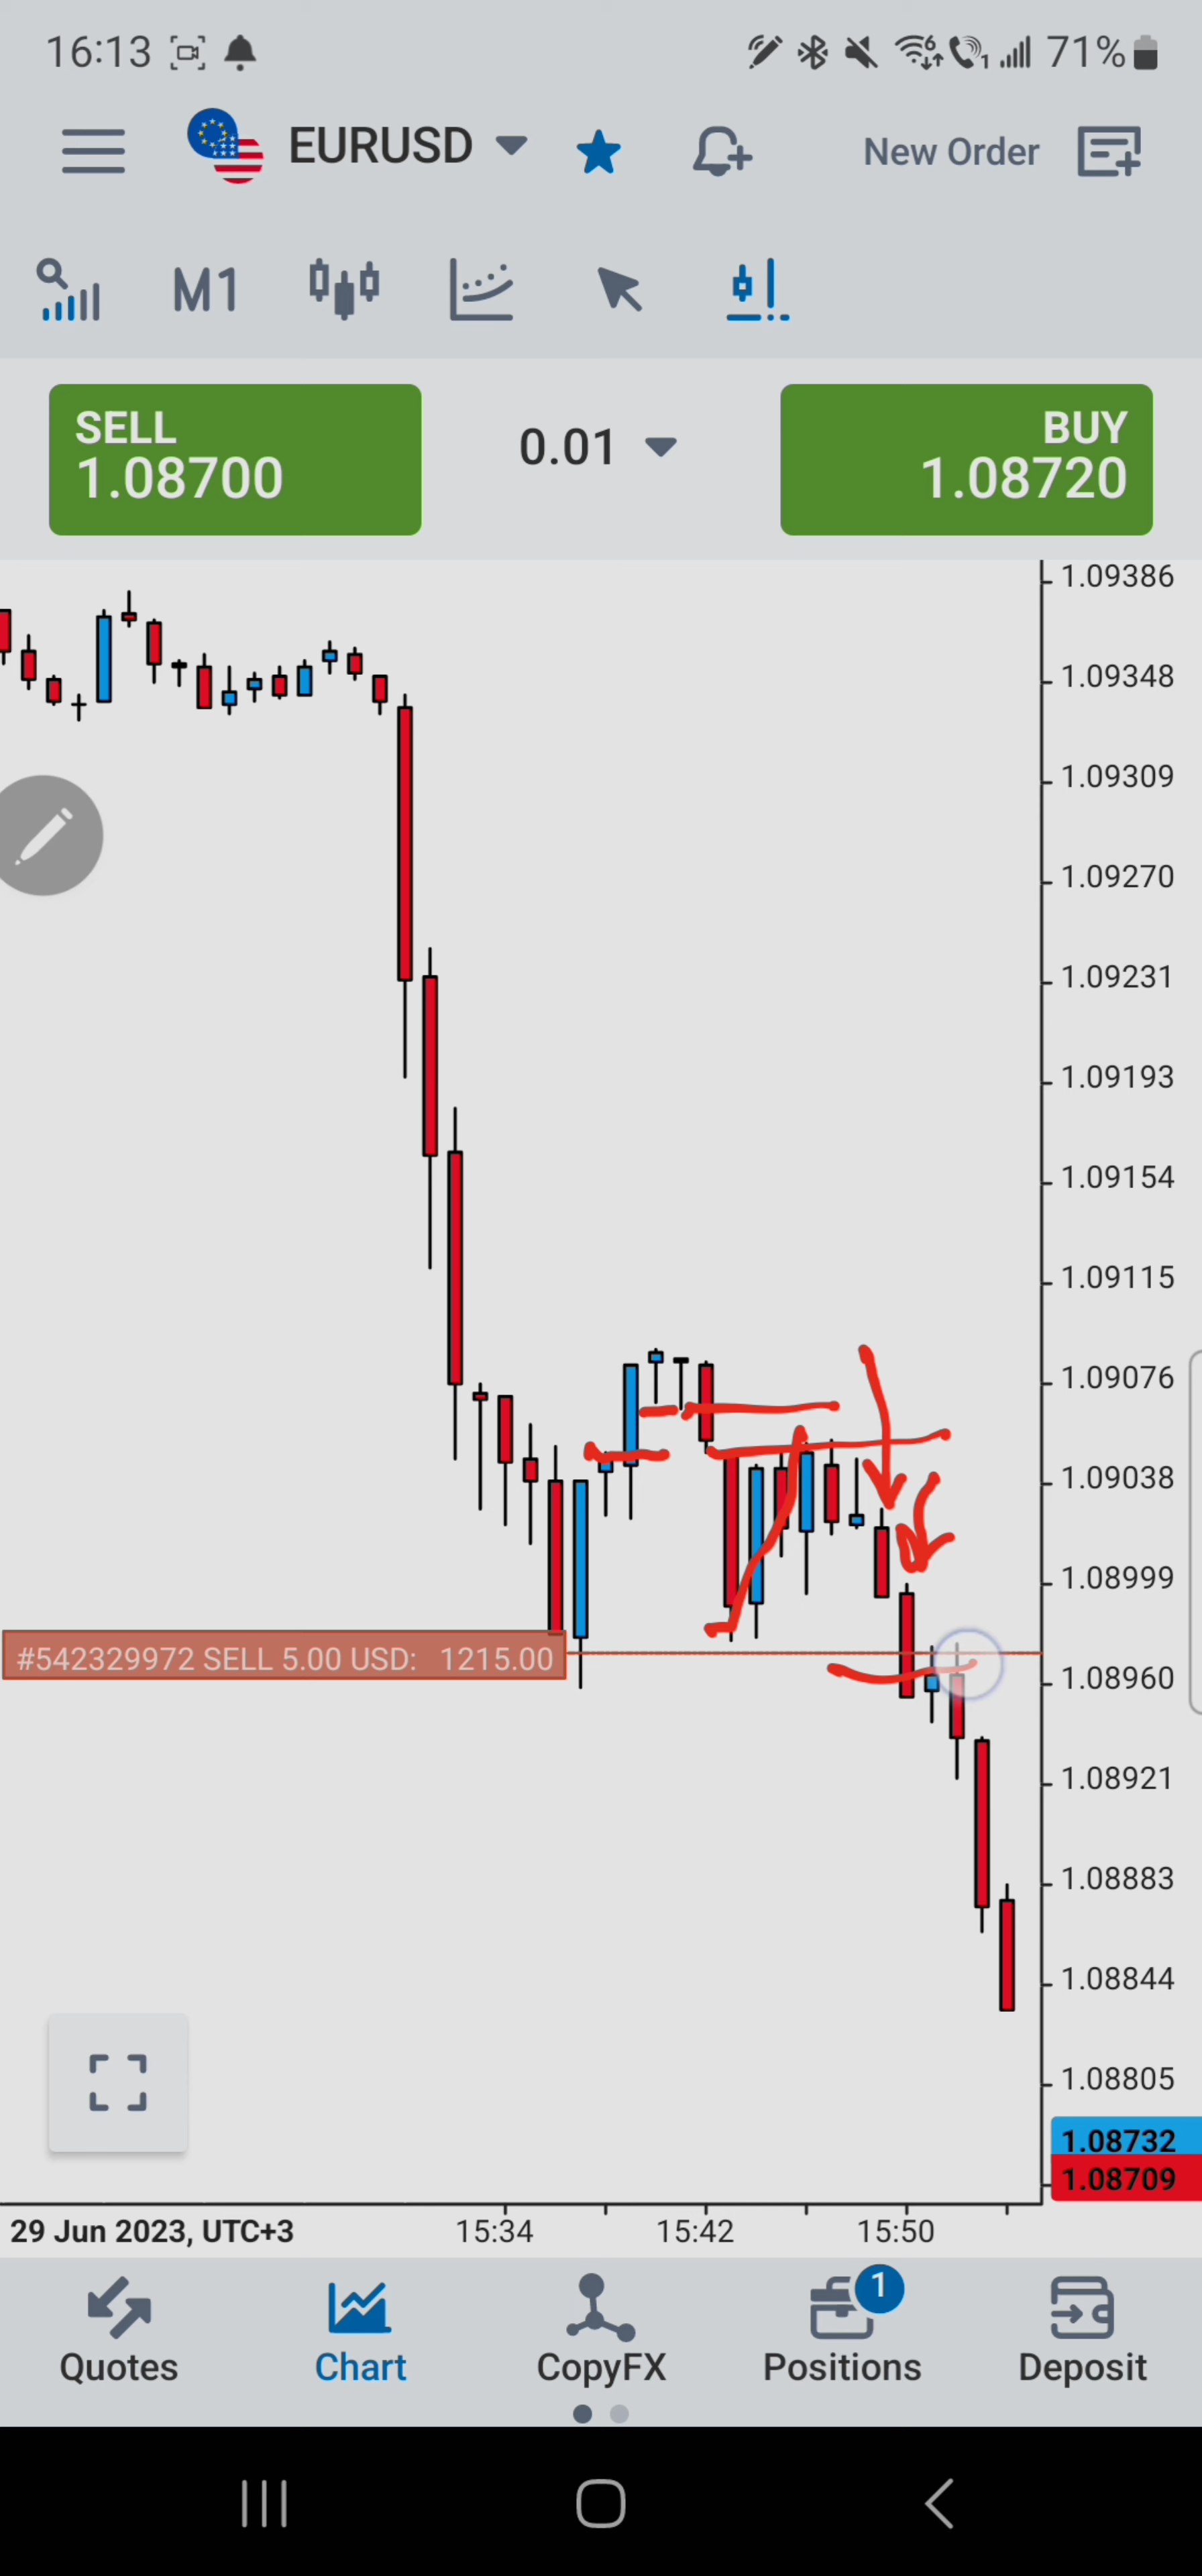 16:13 6 1 71%
EURUSD New Order
M1
SELL 0.01 BUY
1.08700 1.08720
1.09386
1.09348
1.09309
1.09270
1.09231
1.09193
1.09154
1.09115
1.09076
1.09038
1.08999
#542329972 SELL 5.00 USD: 1215.00
1.08960
1.08921
1.08883
1.08844
1.08805
1.08732
1.08709
29 Jun 2023, UTC+3 15:34 15:42 15:50
1
Quotes Chart CopyFX Positions Deposit